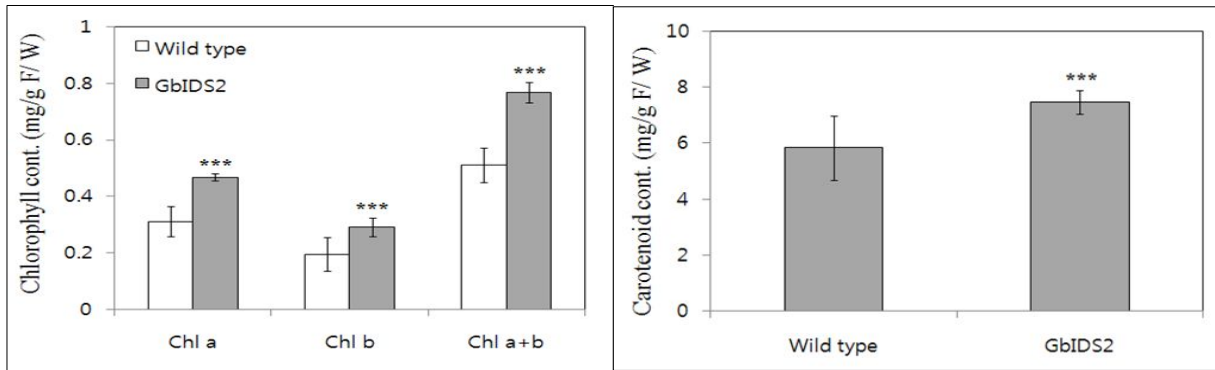 Chlorophyll cont. (mg/g F/ W)
1
0.8
0.6
0.4
0.2
0
Wild type
GbIDS2
***
***
***
Chl a
Chl b
Chl a+b
Carotenoid cont. (mg/g F/ W)
10
8
6
4
2
0
***
Wild type
GbIDS2